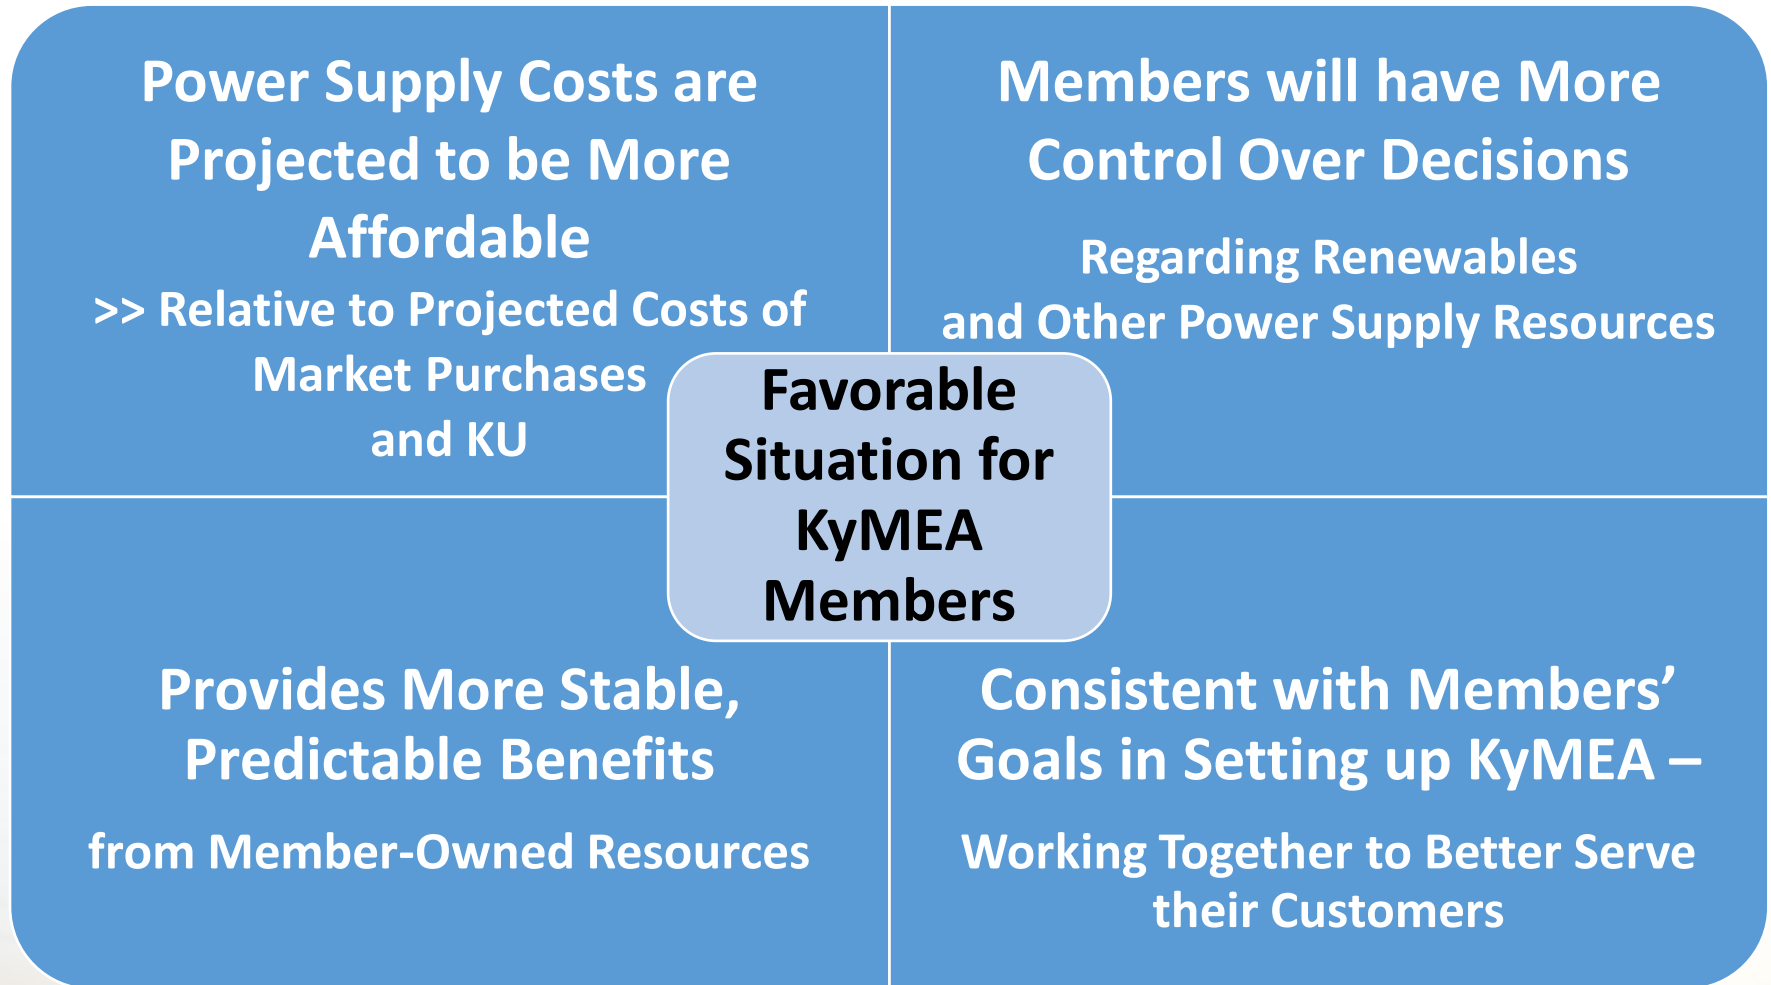 Power Supply Costs are
Projected to be More
Affordable
>> Relative to Projected Costs of
Market Purchases
and KU
Members will have More
Control Over Decisions
Regarding Renewables
and Other Power Supply Resources
Favorable
Situation for
KyMEA
Members
Provides More Stable,
Predictable Benefits
from Member-Owned Resources
Consistent with Members’
Goals in Setting up KyMEA –
Working Together to Better Serve
their Customers